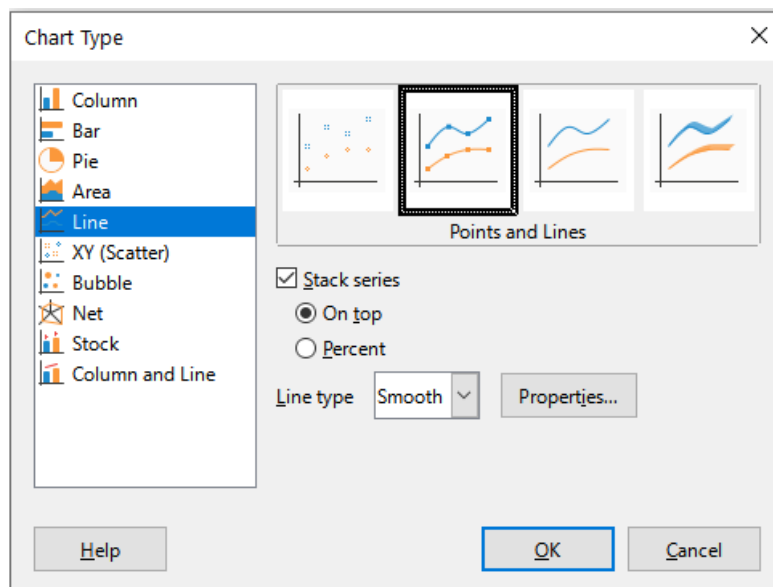 Chart Type
Column
Bar
Pie
Area
Line
XY (Scatter)
Bubble
Net
Stock
Column and Line
Points and Lines
Stack series
On top
Percent
Line type Smooth Properties...
Help OK Cancel